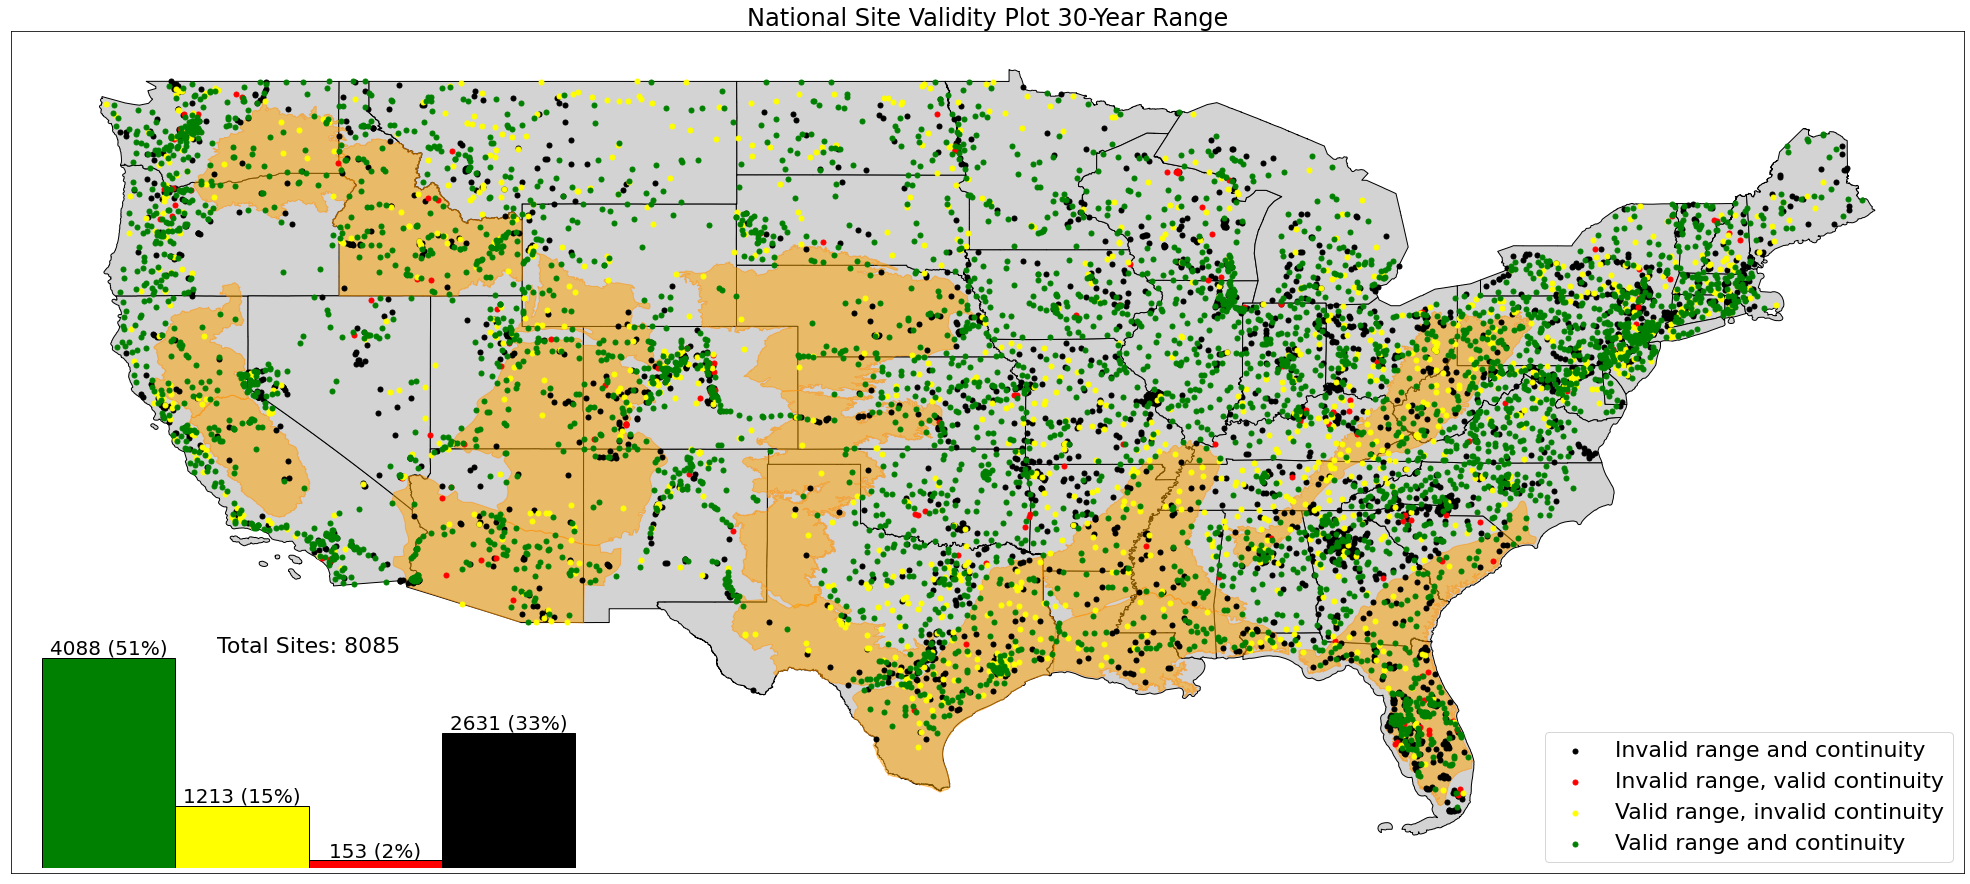 National Site Validity Plot 30-Year Range
4088 (51%)
Total Sites: 8085
1213 (15%)
153 (2%)
2631 (33%)
Invalid range and continuity
Invalid range, valid continuity
Valid range, invalid continuity
Valid range and continuity